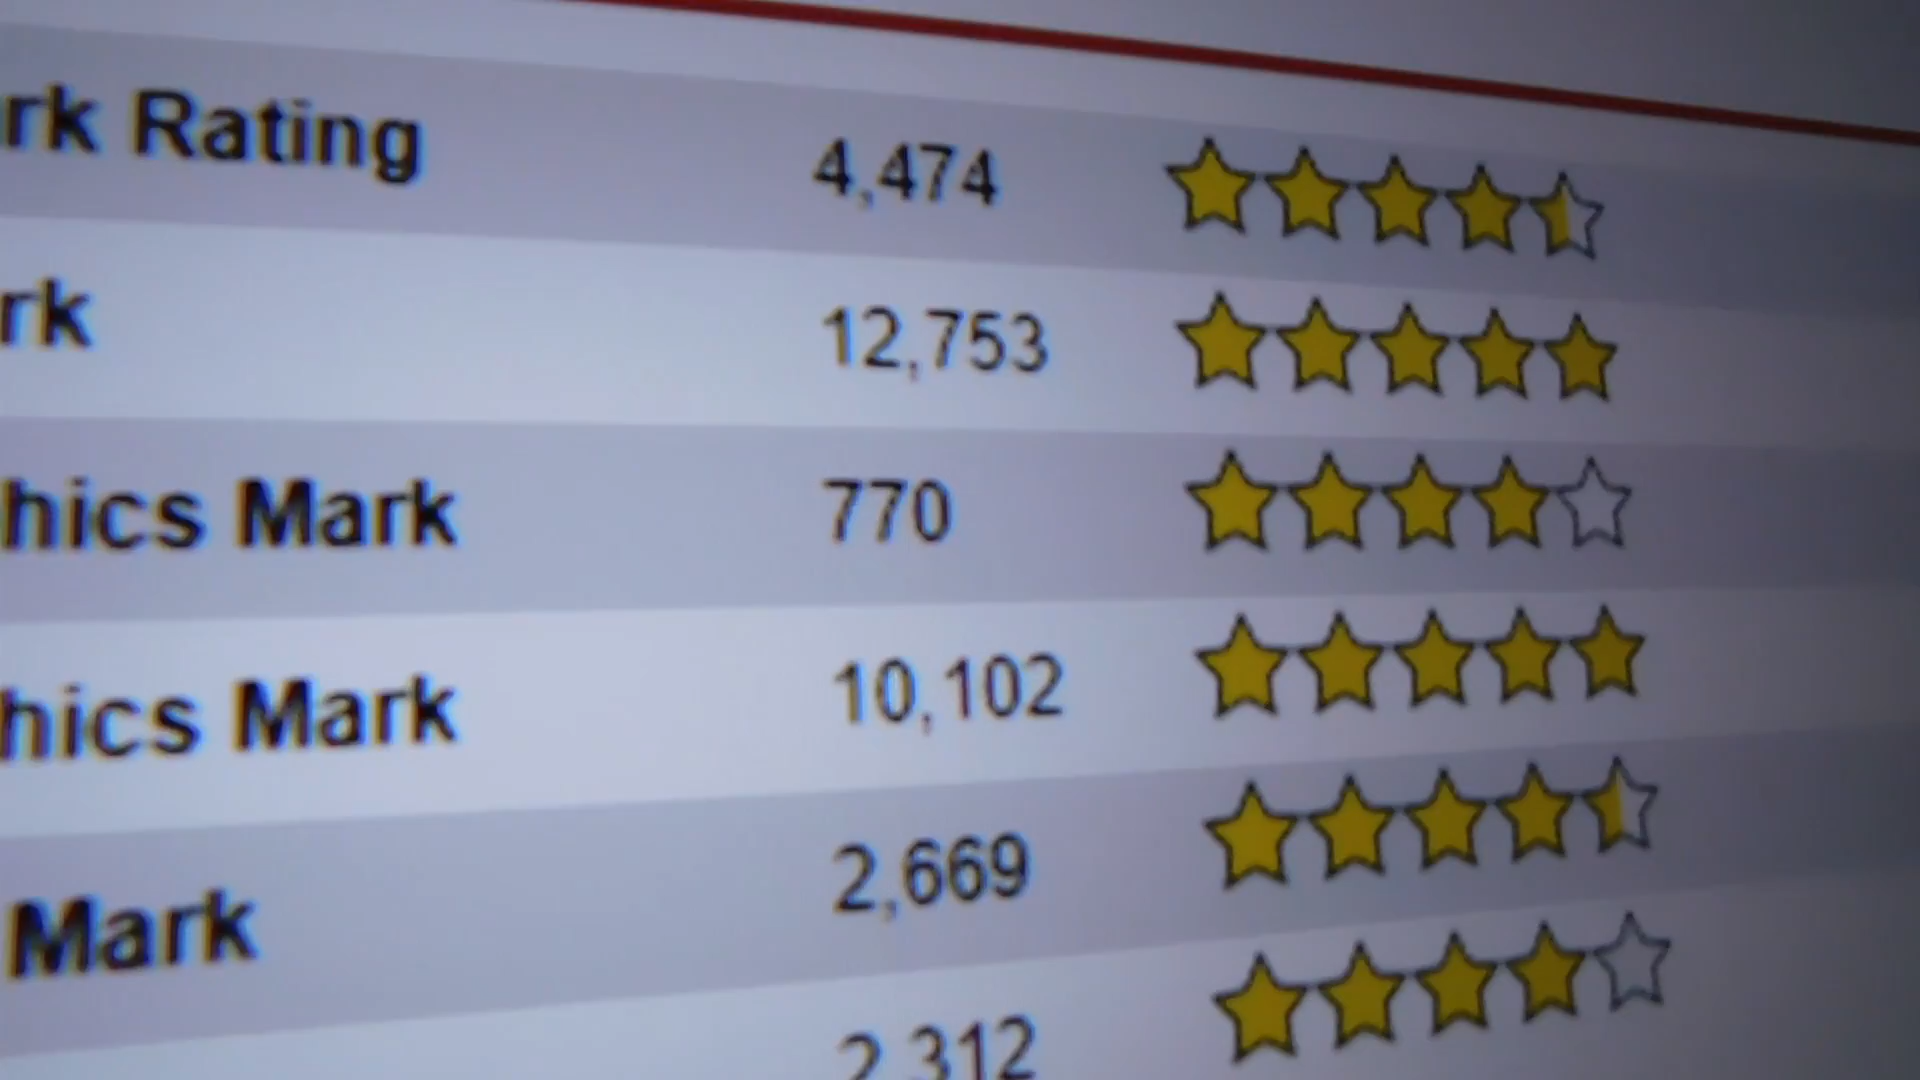 rk Rating 4,474
rk 12,753
hics Mark 770
hics Mark 10,102
Mark 2,669
2,312